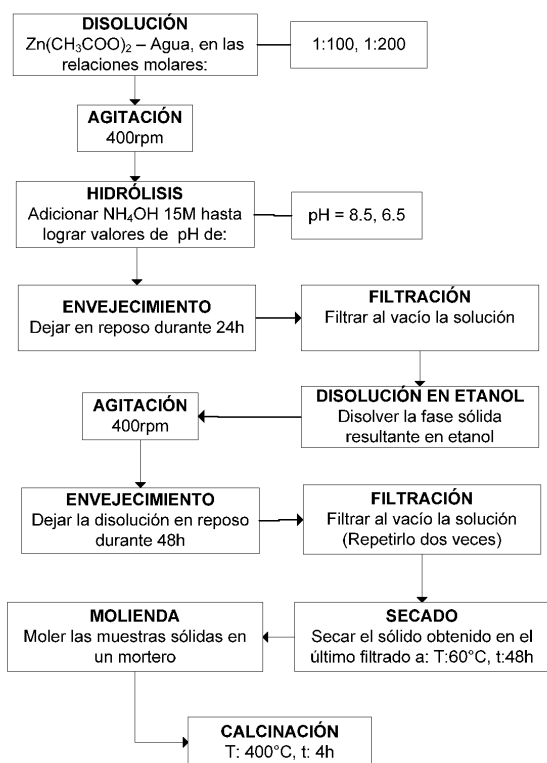 DISOLUCIÓN
Zn(CH₃COO)₂ – Agua, en las
relaciones molares:
1:100, 1:200
AGITACIÓN
400rpm
HIDRÓLISIS
Adicionar NH₄OH 15M hasta
lograr valores de pH de:
pH = 8.5, 6.5
ENVEJECIMIENTO
Dejar en reposo durante 24h
FILTRACIÓN
Filtrar al vacío la solución
DISOLUCIÓN EN ETANOL
Disolver la fase sólida
resultante en etanol
AGITACIÓN
400rpm
ENVEJECIMIENTO
Dejar la disolución en reposo
durante 48h
FILTRACIÓN
Filtrar al vacío la solución
(Repetirlo dos veces)
SECADO
Secar el sólido obtenido en el
último filtrado a: T:60°C, t:48h
MOLIENDA
Moler las muestras sólidas en
un mortero
CALCINACIÓN
T: 400°C, t: 4h